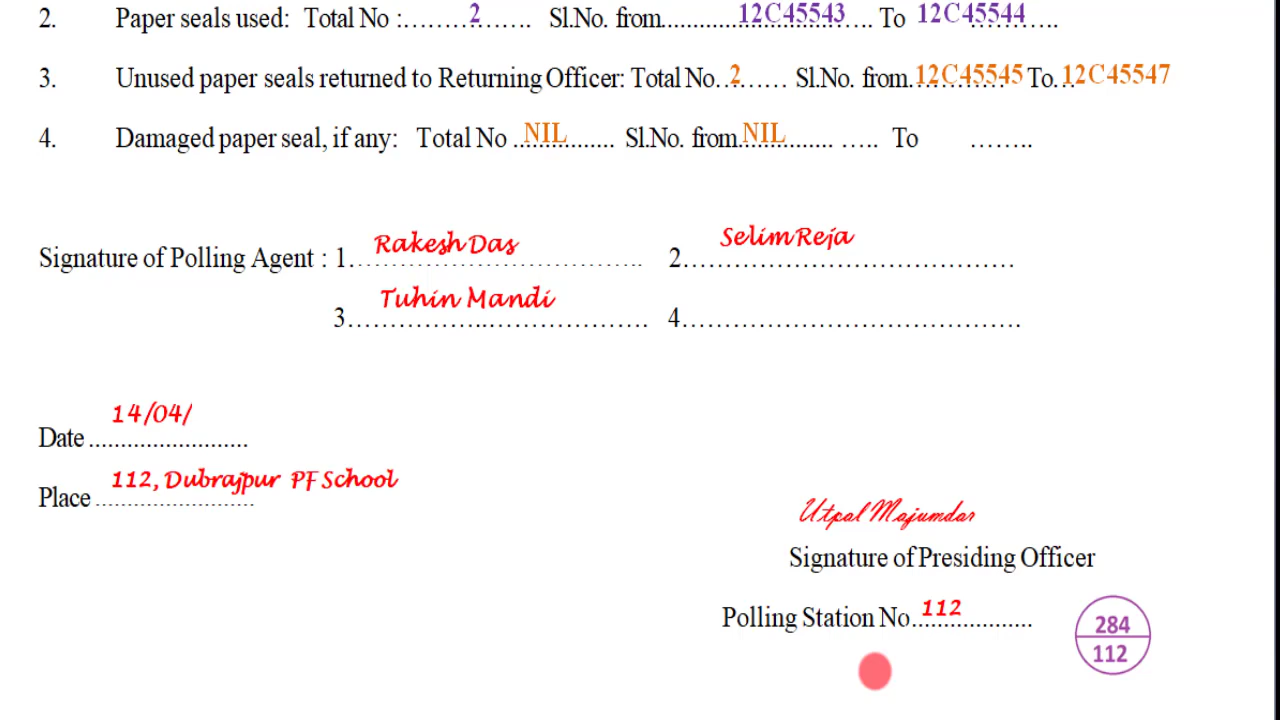 2. Paper seals used: Total No :......... 2 ....... Sl.No. from..........12C45543....... To 12C45544...........
3. Unused paper seals returned to Returning Officer: Total No. 2 ....... Sl.No. from.12C45545 To...12C45547
4. Damaged paper seal, if any: Total No ..NIL.......... Sl.No. from..NIL.......... ..... To ........
Signature of Polling Agent : 1. Rakesh Das .............................. 2. Selim Reja ..............................
3. Tuhin Mandi .............................. 4........................................
Date 14/04/ .........................
Place 112, Dubrajpur PF School .........................
Utpal Majumdar
Signature of Presiding Officer
Polling Station No. 112 ...................
284
112